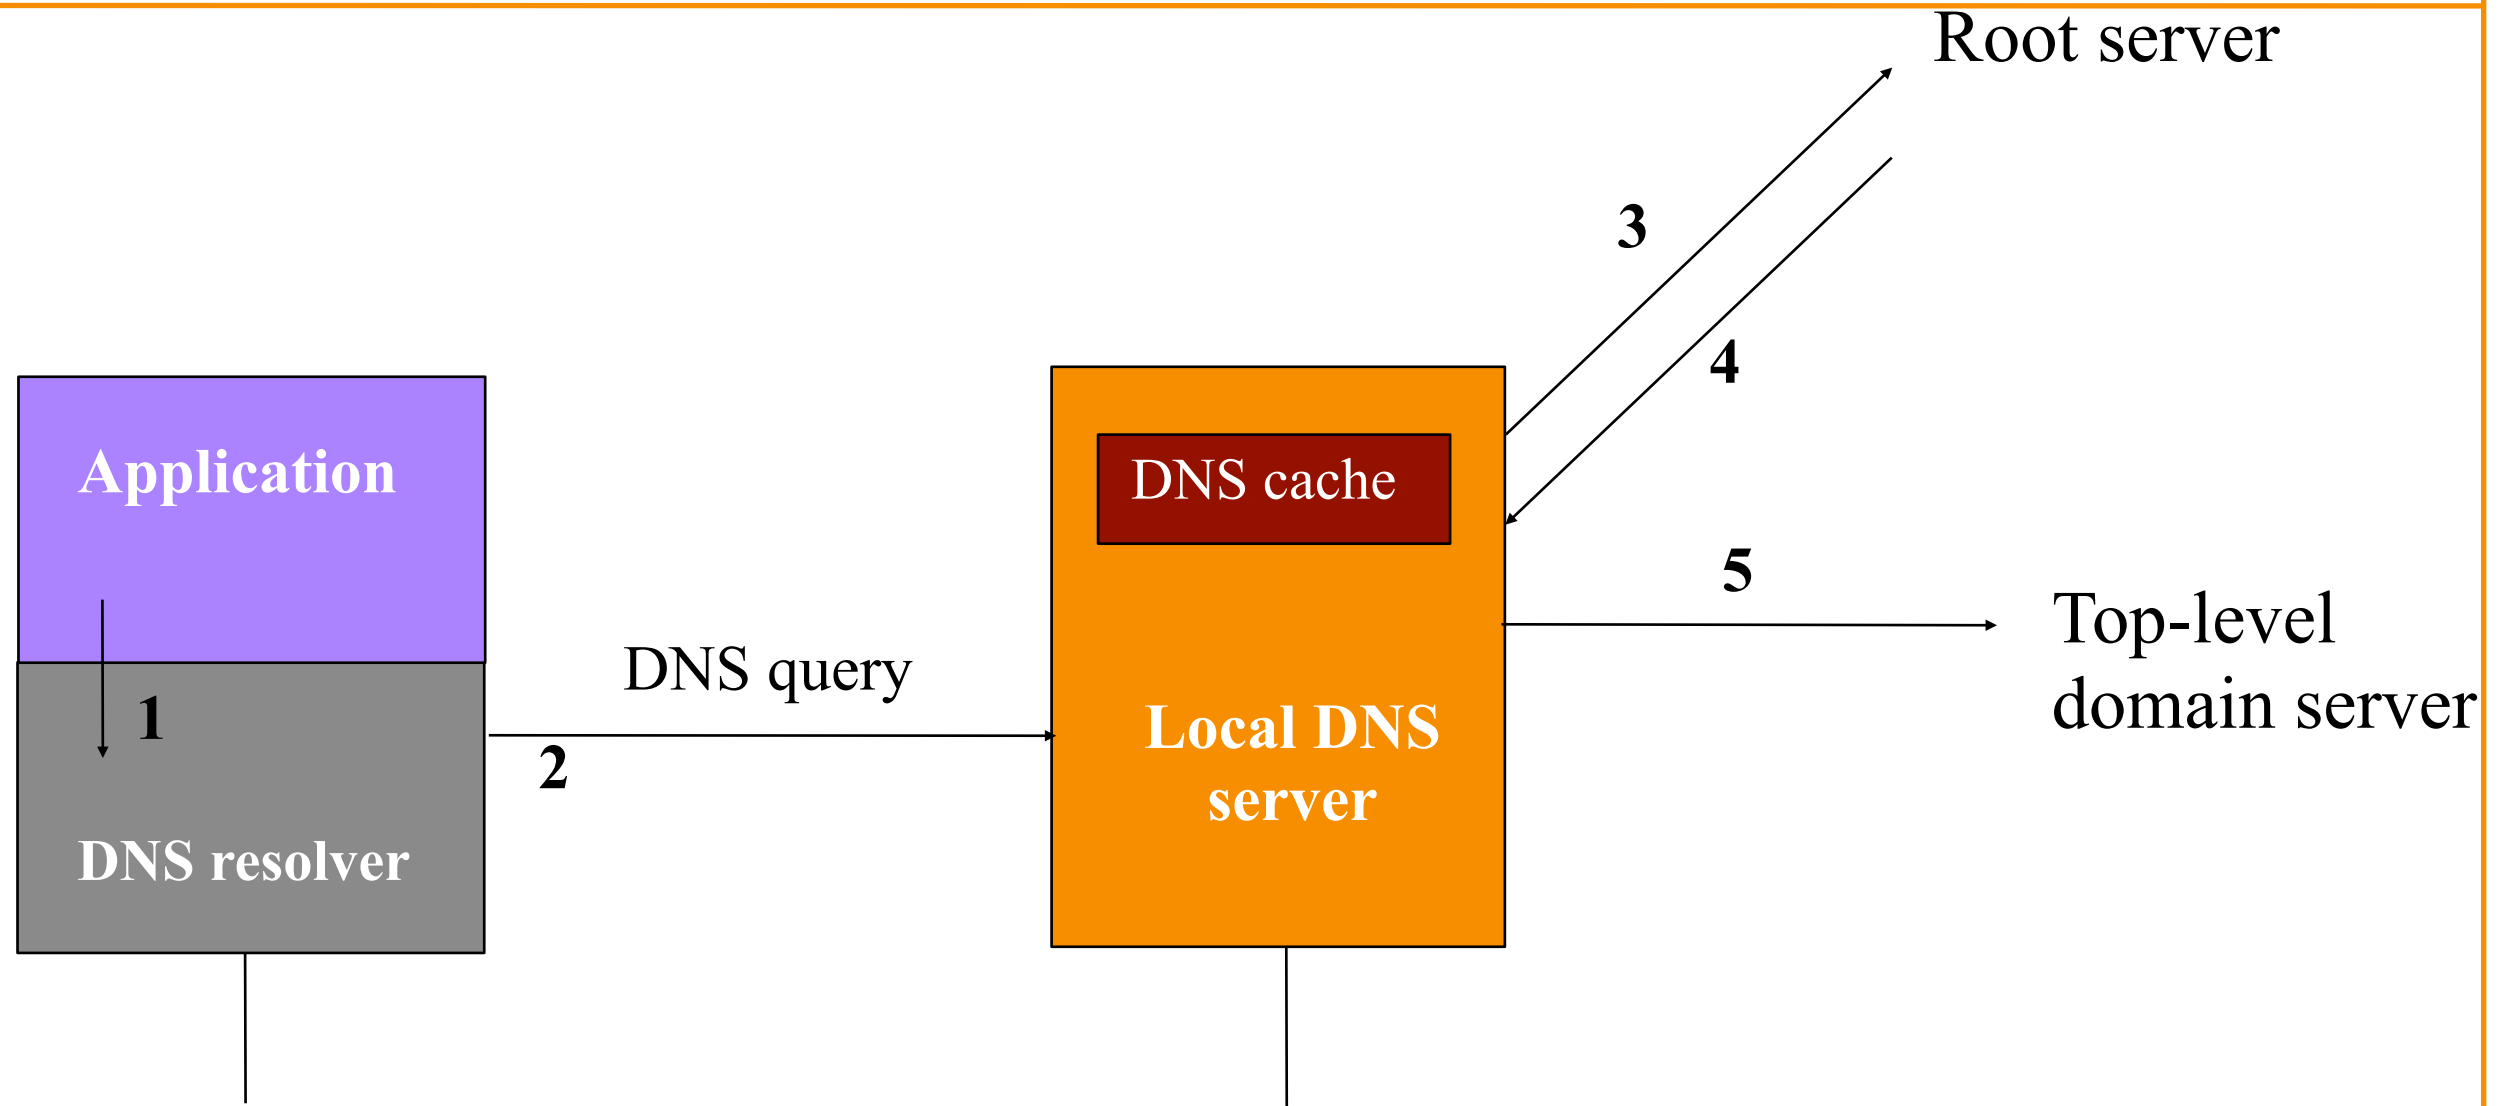 Root server
3
4
Application
DNS cache
5
Top-level
domain server
DNS query
1
2
Local DNS
server
DNS resolver